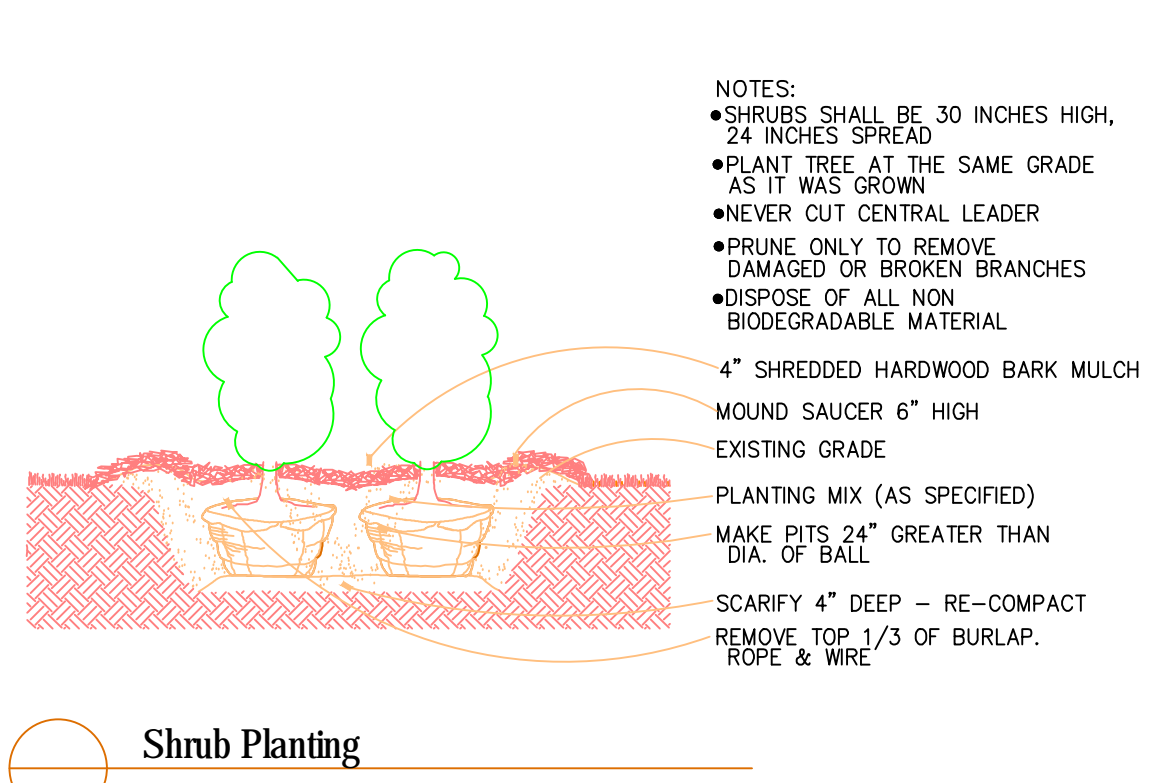 NOTES:
•SHRUBS SHALL BE 30 INCHES HIGH,
24 INCHES SPREAD
•PLANT TREE AT THE SAME GRADE
AS IT WAS GROWN
•NEVER CUT CENTRAL LEADER
•PRUNE ONLY TO REMOVE
DAMAGED OR BROKEN BRANCHES
•DISPOSE OF ALL NON
BIODEGRADABLE MATERIAL
4" SHREDDED HARDWOOD BARK MULCH
MOUND SAUCER 6" HIGH
EXISTING GRADE
PLANTING MIX (AS SPECIFIED)
MAKE PITS 24" GREATER THAN
DIA. OF BALL
SCARIFY 4" DEEP – RE-COMPACT
REMOVE TOP 1/3 OF BURLAP.
ROPE & WIRE
Shrub Planting